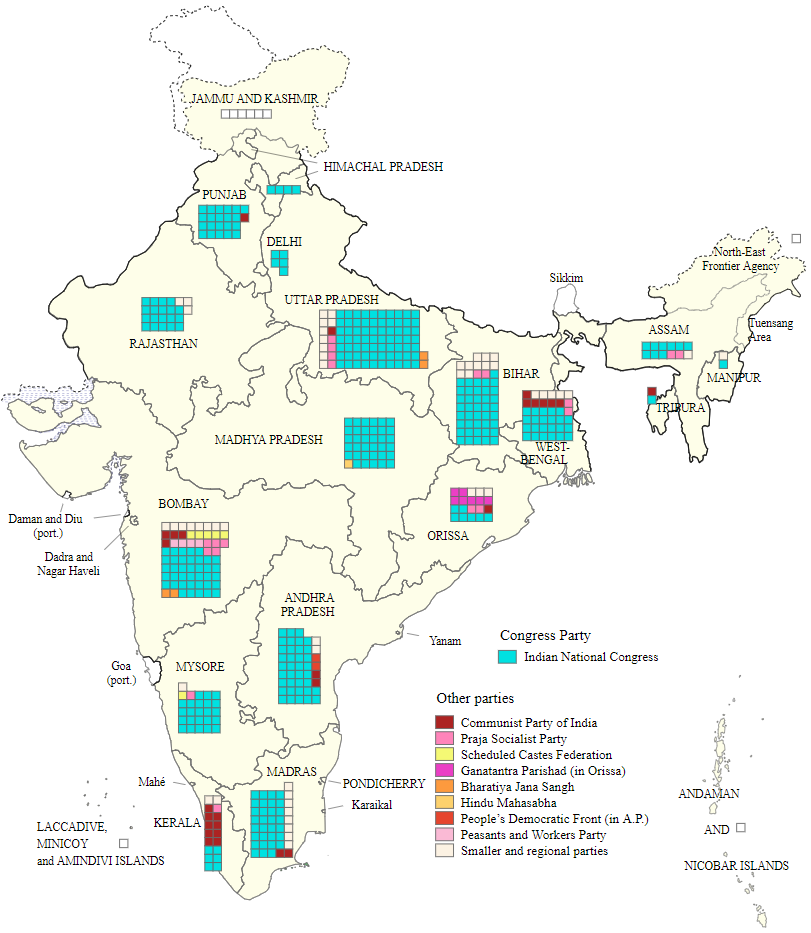 JAMMU AND KASHMIR
HIMACHAL PRADESH
PUNJAB
DELHI
North-East
Frontier Agency
Sikkim
UTTAR PRADESH
Tuensang
Area
ASSAM
RAJASTHAN
BIHAR
MANIPUR
TRIPURA
MADHYA PRADESH
WEST-
BENGAL
BOMBAY
Daman and Diu
(port.)
ORISSA
Dadra and
Nagar Haveli
ANDHRA
PRADESH
Yanam
Congress Party
Indian National Congress
Goa
(port.)
MYSORE
Other parties
Communist Party of India
Praja Socialist Party
Scheduled Castes Federation
Ganatantra Parishad (in Orissa)
Bharatiya Jana Sangh
Hindu Mahasabha
People's Democratic Front (in A.P.)
Peasants and Workers Party
Smaller and regional parties
MADRAS
Mahé
PONDICHERRY
Karaikal
KERALA
LACCADIVE,
MINICOY
and AMINDIVI ISLANDS
ANDAMAN
AND
NICOBAR ISLANDS